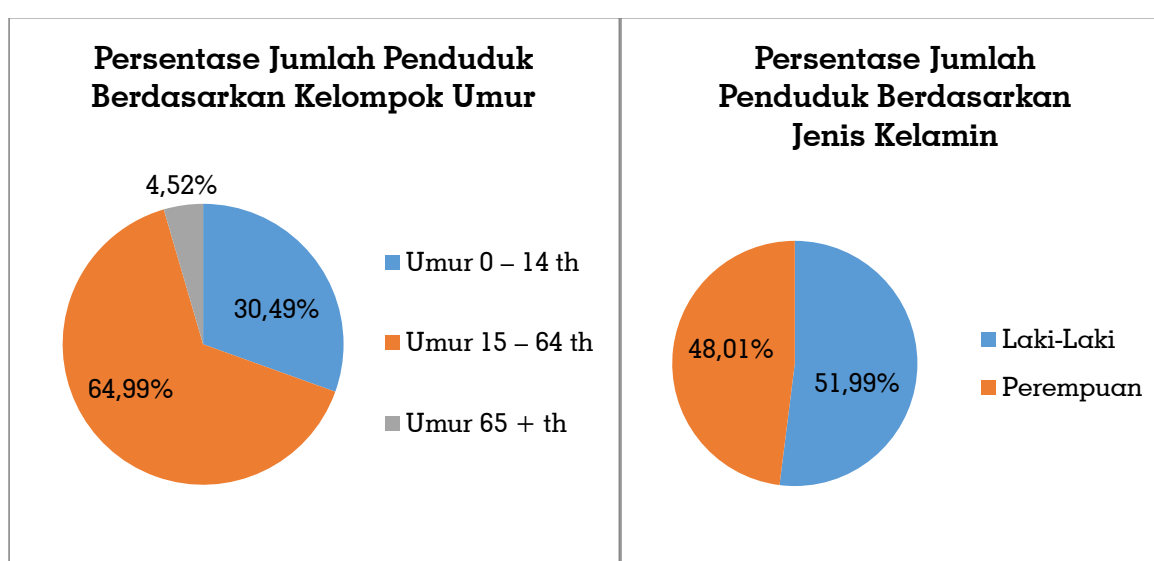 Persentase Jumlah Penduduk
Berdasarkan Kelompok Umur
4,52%
30,49%
64,99%
Umur 0 – 14 th
Umur 15 – 64 th
Umur 65 + th
Persentase Jumlah
Penduduk Berdasarkan
Jenis Kelamin
48,01%
51,99%
Laki-Laki
Perempuan